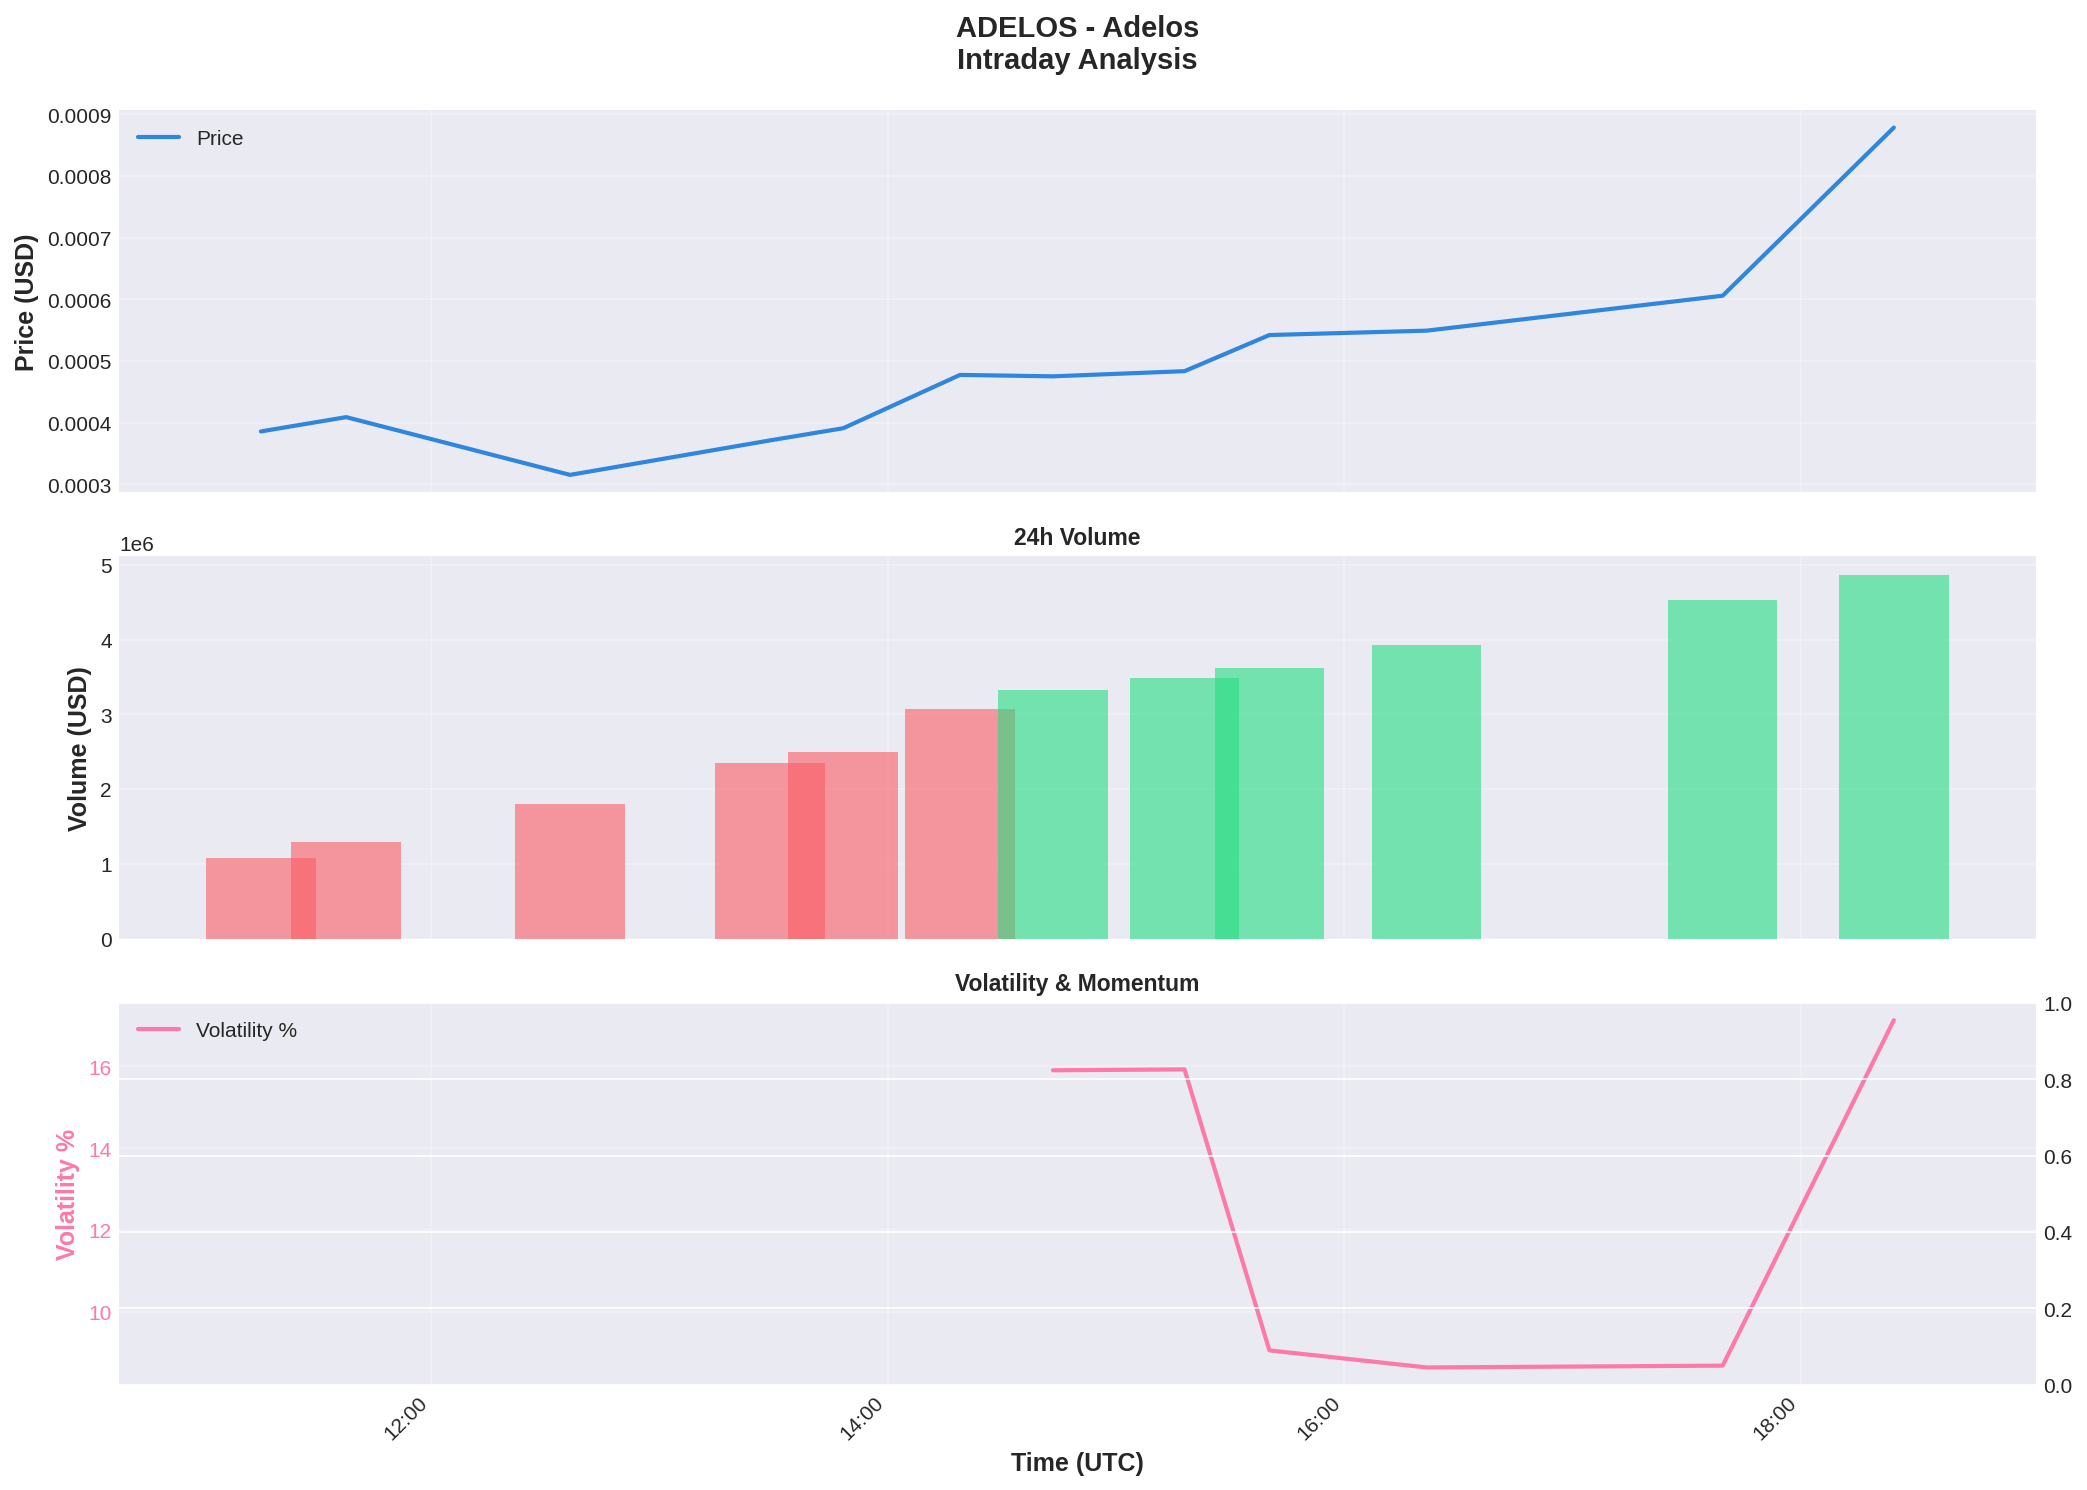 ADELOS - Adelos
Intraday Analysis
Price
0.0009
0.0008
0.0007
0.0006
0.0005
0.0004
0.0003
Price (USD)
24h Volume
1e6
5
4
3
2
1
0
Volume (USD)
Volatility & Momentum
Volatility %
16
14
12
10
Volatility %
1.0
0.8
0.6
0.4
0.2
0.0
12:00
14:00
16:00
18:00
Time (UTC)